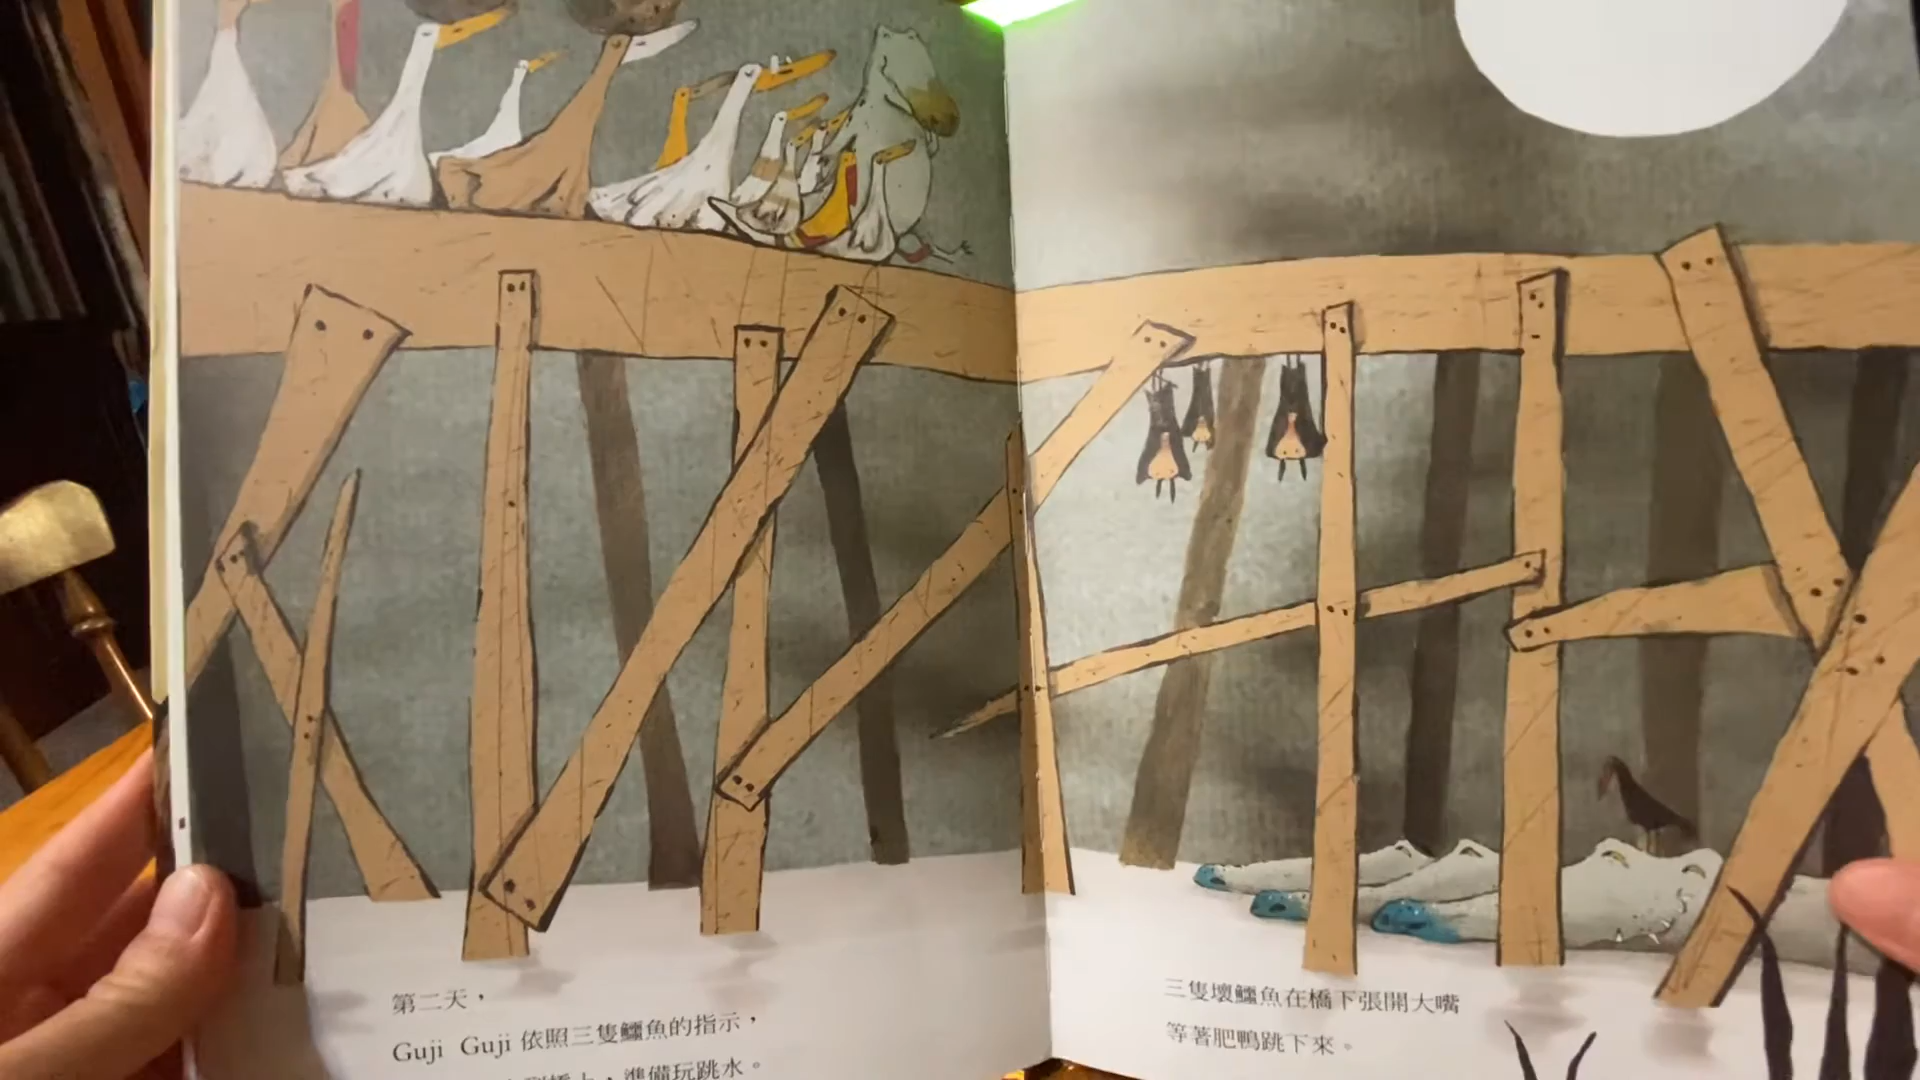 第二天，
Guji Guji 依照三隻鱷魚的指示，
橋上，準備玩跳水。
三隻壞鱷魚在橋下張開大嘴
等著肥鴨跳下來。